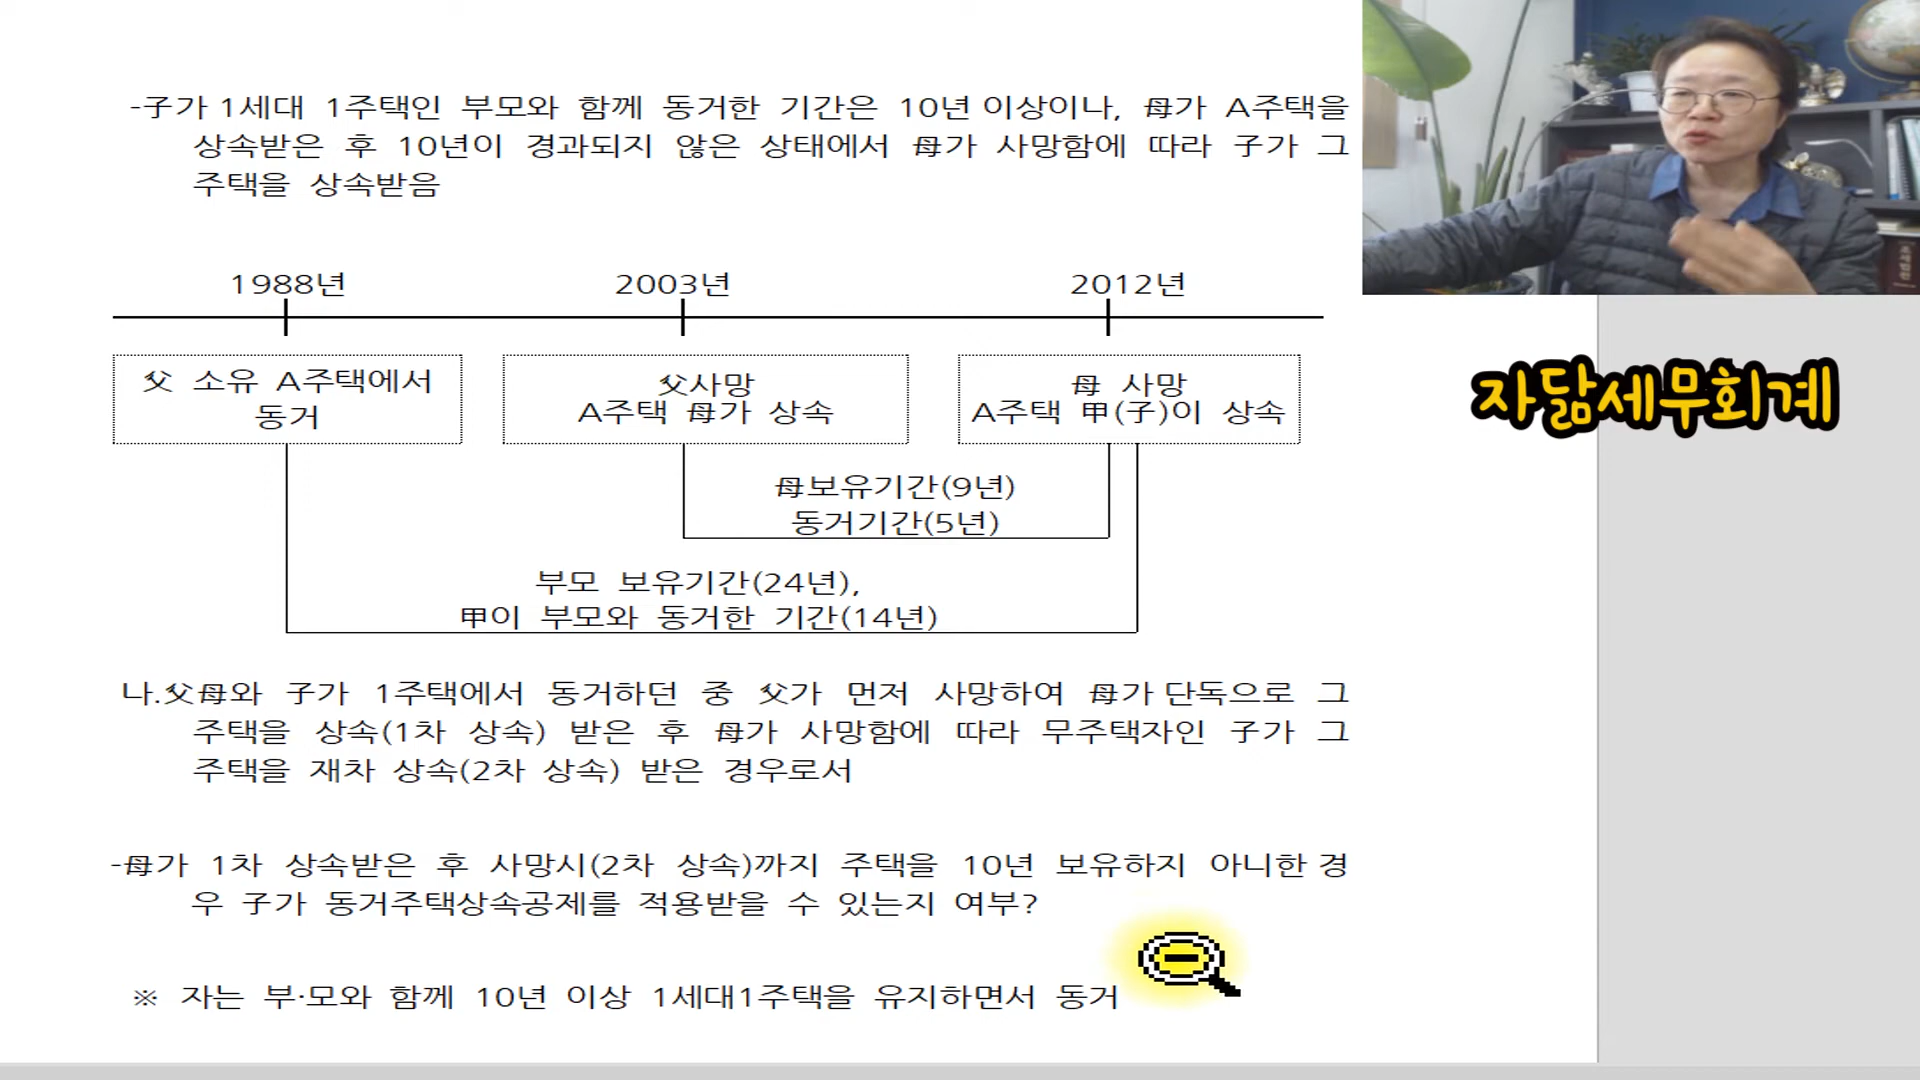 -子가 1세대 1주택인 부모와 함께 동거한 기간은 10년 이상이나, 母가 A주택을
상속받은 후 10년이 경과되지 않은 상태에서 母가 사망함에 따라 子가 그
주택을 상속받음
1988년 2003년 2012년
父 소유 A주택에서
동거
父사망
A주택 母가 상속
母 사망
A주택 甲(子)이 상속
자닮세무회계
母보유기간(9년)
동거기간(5년)
부모 보유기간(24년),
甲이 부모와 동거한 기간(14년)
나.父母와 子가 1주택에서 동거하던 중 父가 먼저 사망하여 母가 단독으로 그
주택을 상속(1차 상속) 받은 후 母가 사망함에 따라 무주택자인 子가 그
주택을 재차 상속(2차 상속) 받은 경우로서
-母가 1차 상속받은 후 사망시(2차 상속)까지 주택을 10년 보유하지 아니한 경
우 子가 동거주택상속공제를 적용받을 수 있는지 여부?
※ 자는 부·모와 함께 10년 이상 1세대1주택을 유지하면서 동거